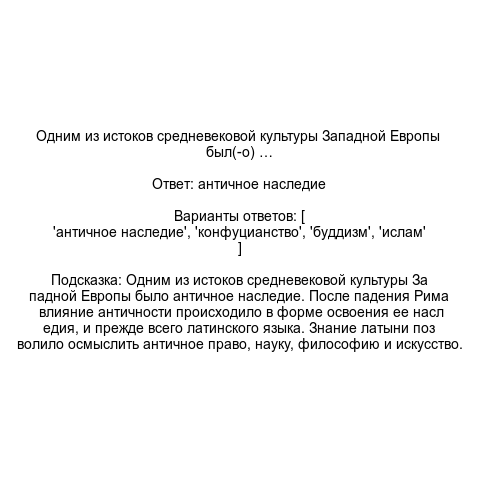 Одним из истоков средневековой культуры Западной Европы
был(-о) …
Ответ: античное наследие
Варианты ответов: [
'античное наследие', 'конфуцианство', 'буддизм', 'ислам'
]
Подсказка: Одним из истоков средневековой культуры За
падной Европы было античное наследие. После падения Рима
влияние античности происходило в форме освоения ее насл
едия, и прежде всего латинского языка. Знание латыни поз
волило осмыслить античное право, науку, философию и искусство.